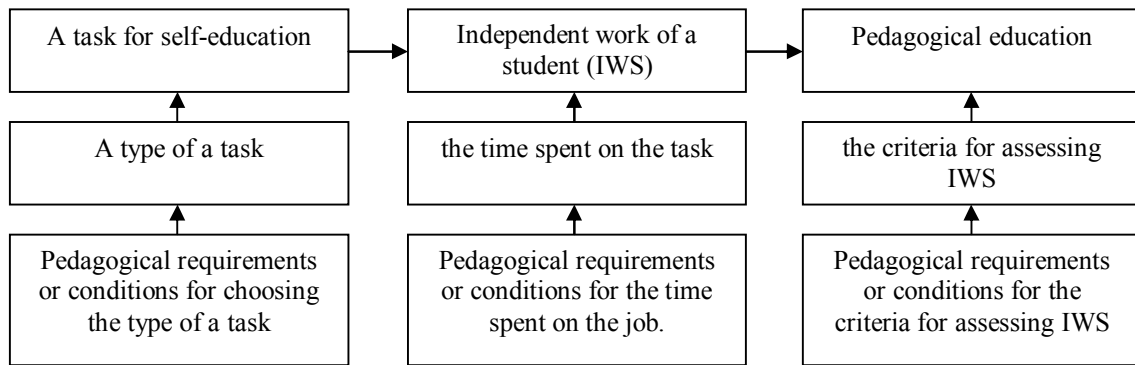 A task for self-education
Independent work of a
student (IWS)
Pedagogical education
A type of a task
the time spent on the task
the criteria for assessing
IWS
Pedagogical requirements
or conditions for choosing
the type of a task
Pedagogical requirements
or conditions for the time
spent on the job.
Pedagogical requirements
or conditions for the
criteria for assessing IWS